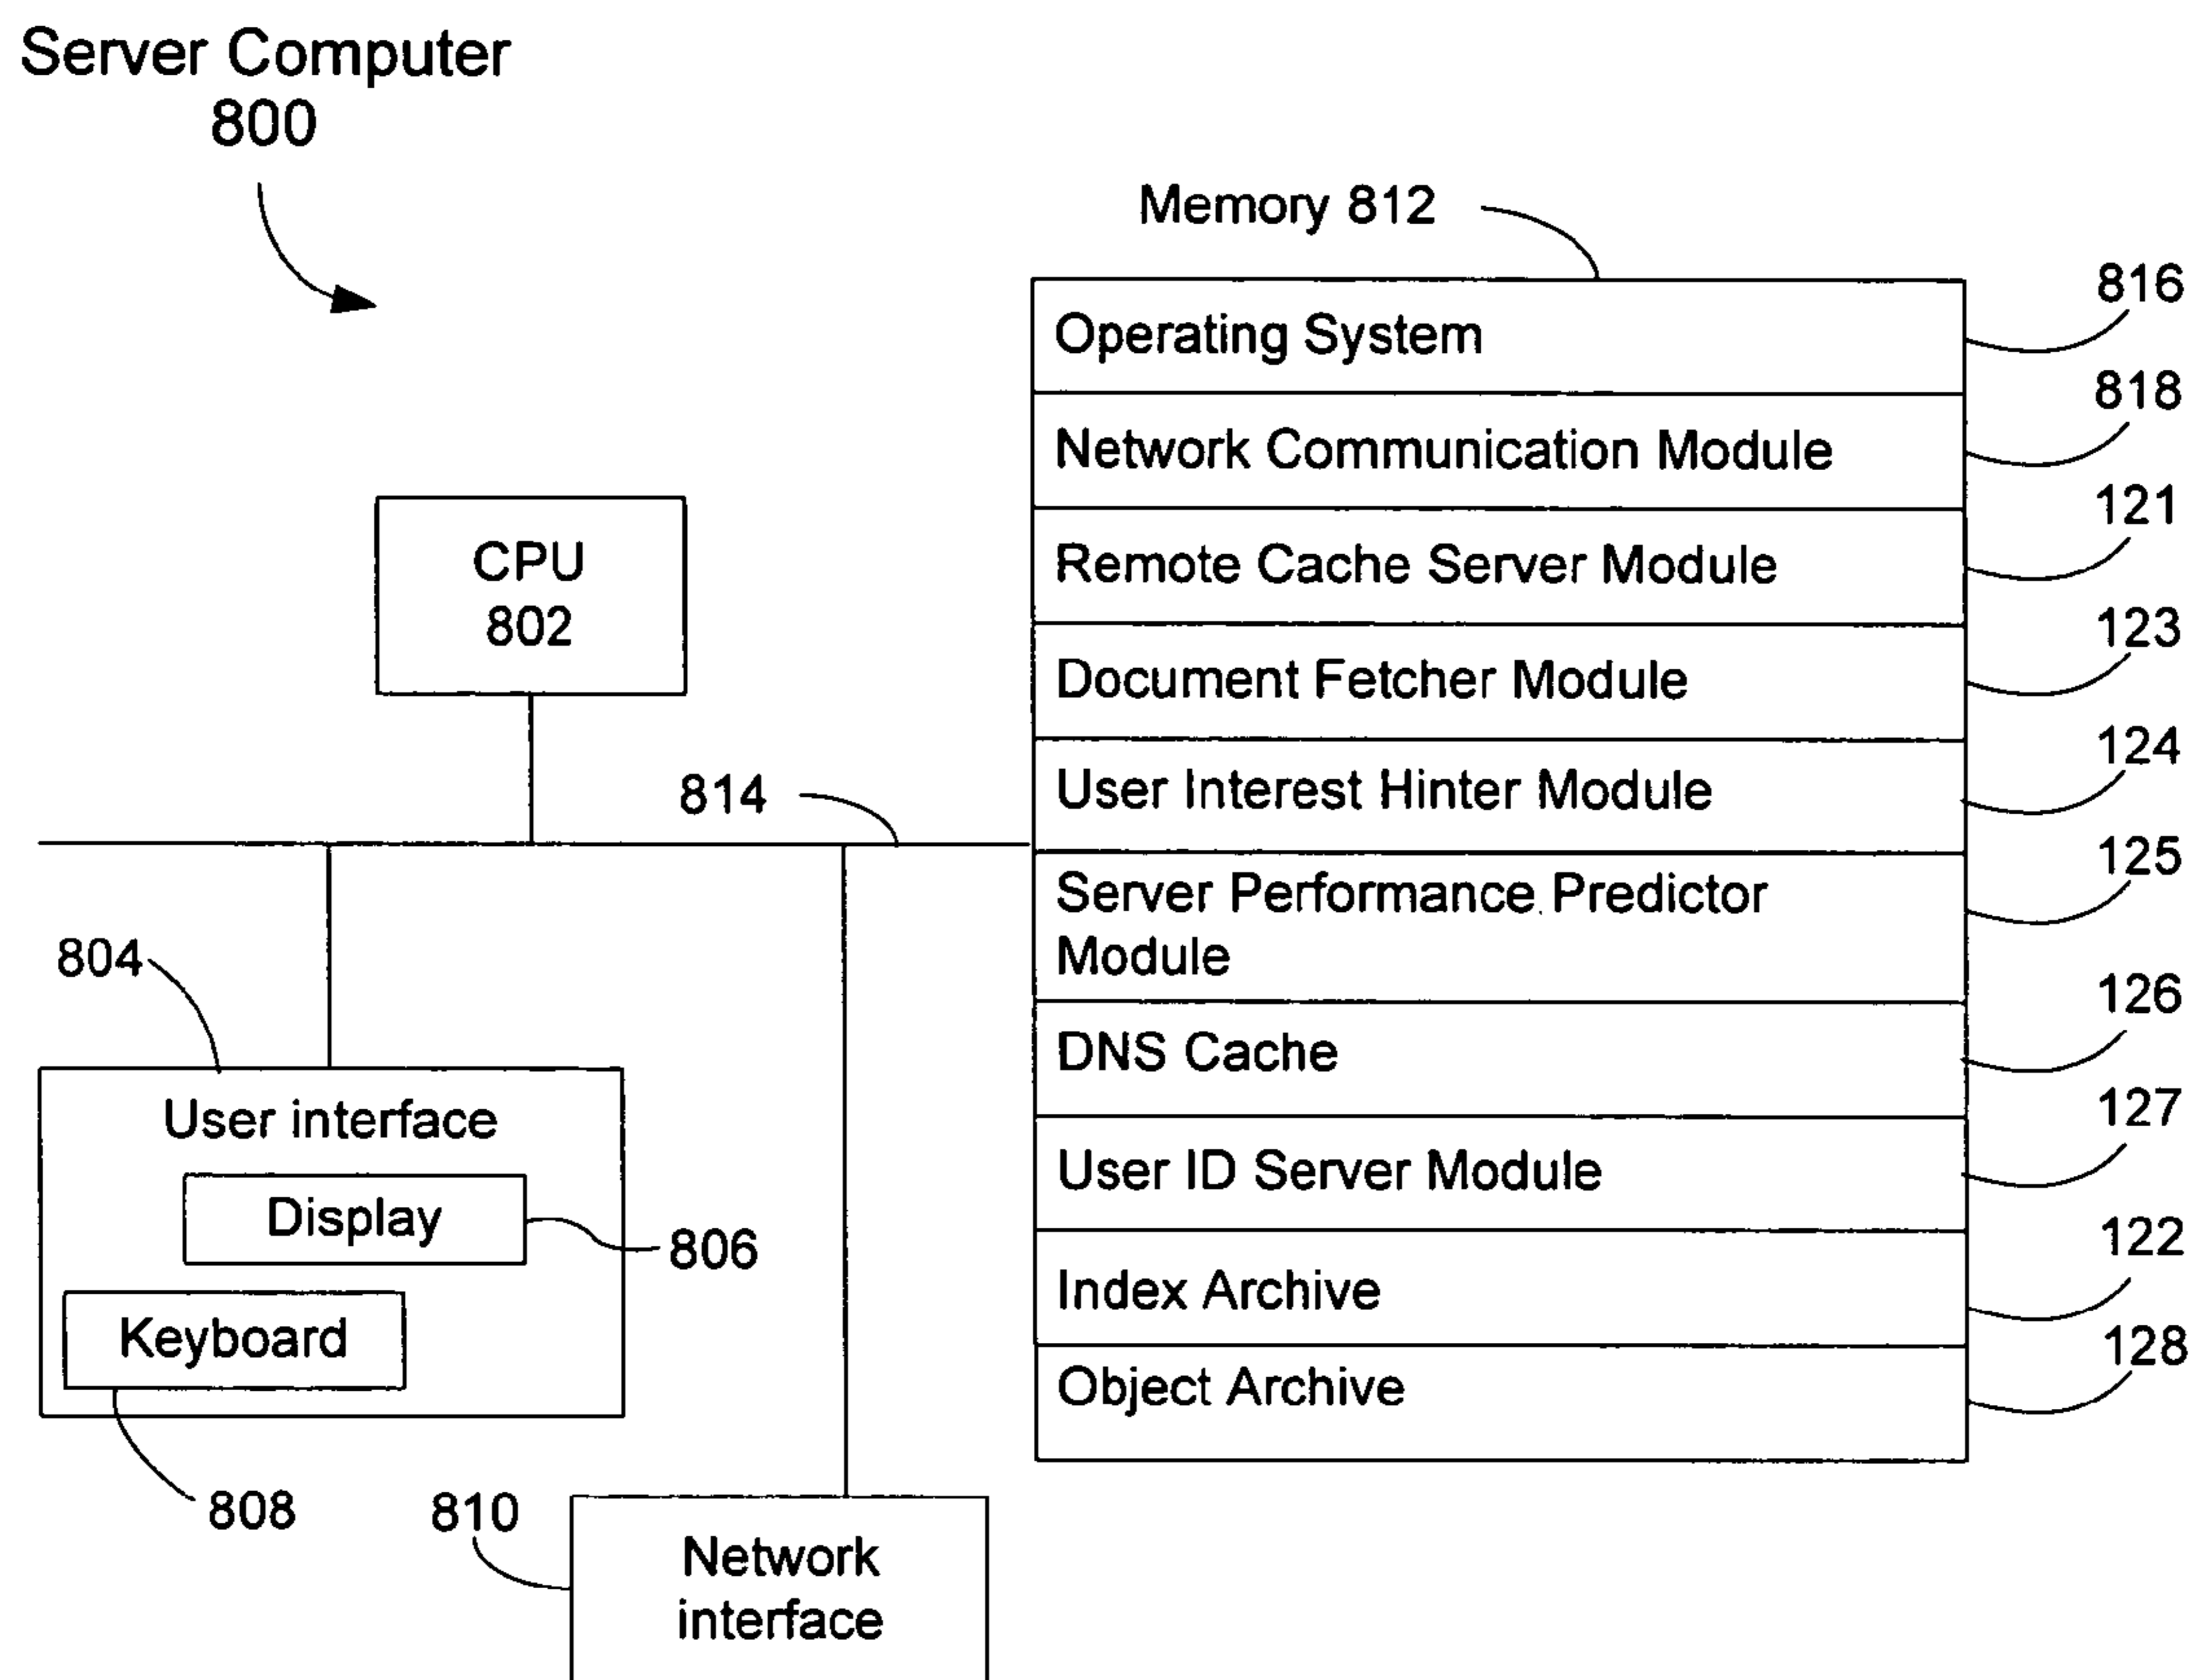 Server Computer
800
Memory 812
Operating System
816
Network Communication Module
818
Remote Cache Server Module
121
Document Fetcher Module
123
User Interest Hinter Module
124
Server Performance Predictor
Module
125
DNS Cache
126
User ID Server Module
127
Index Archive
122
Object Archive
128
CPU
802
814
804
User interface
Display
806
Keyboard
808
810
Network
interface